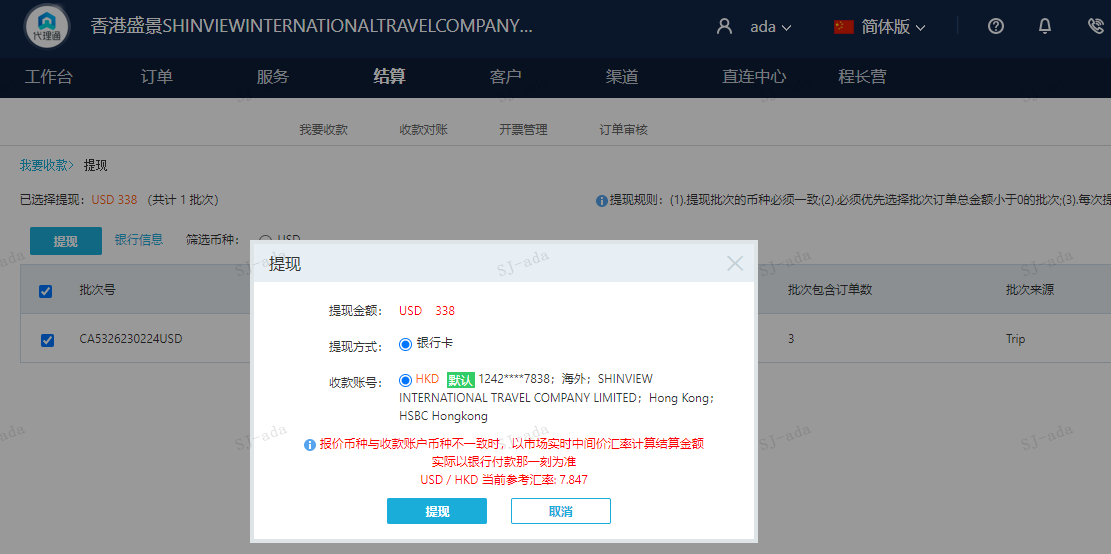 代理通 香港盛景SHINVIEWINTERNATIONALTRAVELCOMPANY... ada 简体版
工作台 订单 服务 结算 客户 渠道 直连中心 程长营
我要收款 收款对账 开票管理 订单审核
我要收款> 提现
已选择提现: USD 338 (共计 1 批次) 提现规则: (1).提现批次的币种必须一致;(2).必须优先选择批次订单总金额小于0的批次;(3).每次提
提现 银行信息 筛选币种: USD
批次号 批次包含订单数 批次来源
CA5326230224USD 3 Trip
提现
提现金额: USD 338
提现方式: 银行卡
收款账号: HKD 默认 1242****7838; 海外; SHINVIEW
INTERNATIONAL TRAVEL COMPANY LIMITED; Hong Kong;
HSBC Hongkong
报价币种与收款账户币种不一致时，以市场实时中间价汇率计算结算金额
实际以银行付款那一刻为准
USD / HKD 当前参考汇率: 7.847
提现 取消
SJ-ada
SJ-ada
SJ-ada
SJ-ada
SJ-ada
SJ-ada
SJ-ada